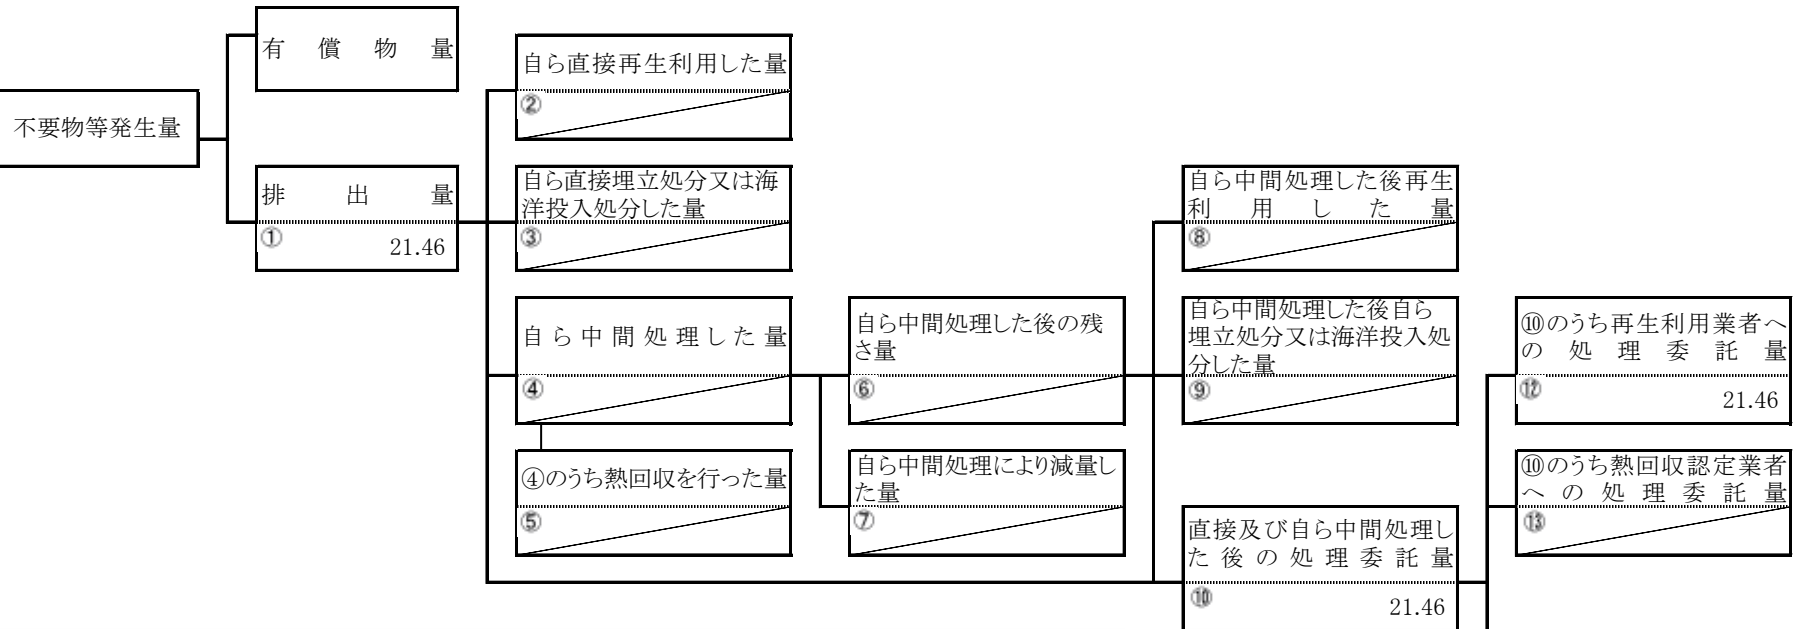 不要物等発生量
有償物量
排出量
①
21.46
自ら直接再生利用した量
②
自ら直接埋立処分又は海
洋投入処分した量
③
自ら中間処理した量
④
④のうち熱回収を行った量
⑤
自ら中間処理した後の残
さ量
⑥
自ら中間処理により減量し
た量
⑦
自ら中間処理した後再生
利用した量
⑧
自ら中間処理した後自ら
埋立処分又は海洋投入処
分した量
⑨
直接及び自ら中間処理し
た後の処理委託量
⑩
21.46
⑩のうち再生利用業者へ
の処理委託量
⑫
21.46
⑩のうち熱回収認定業者
への処理委託量
⑬